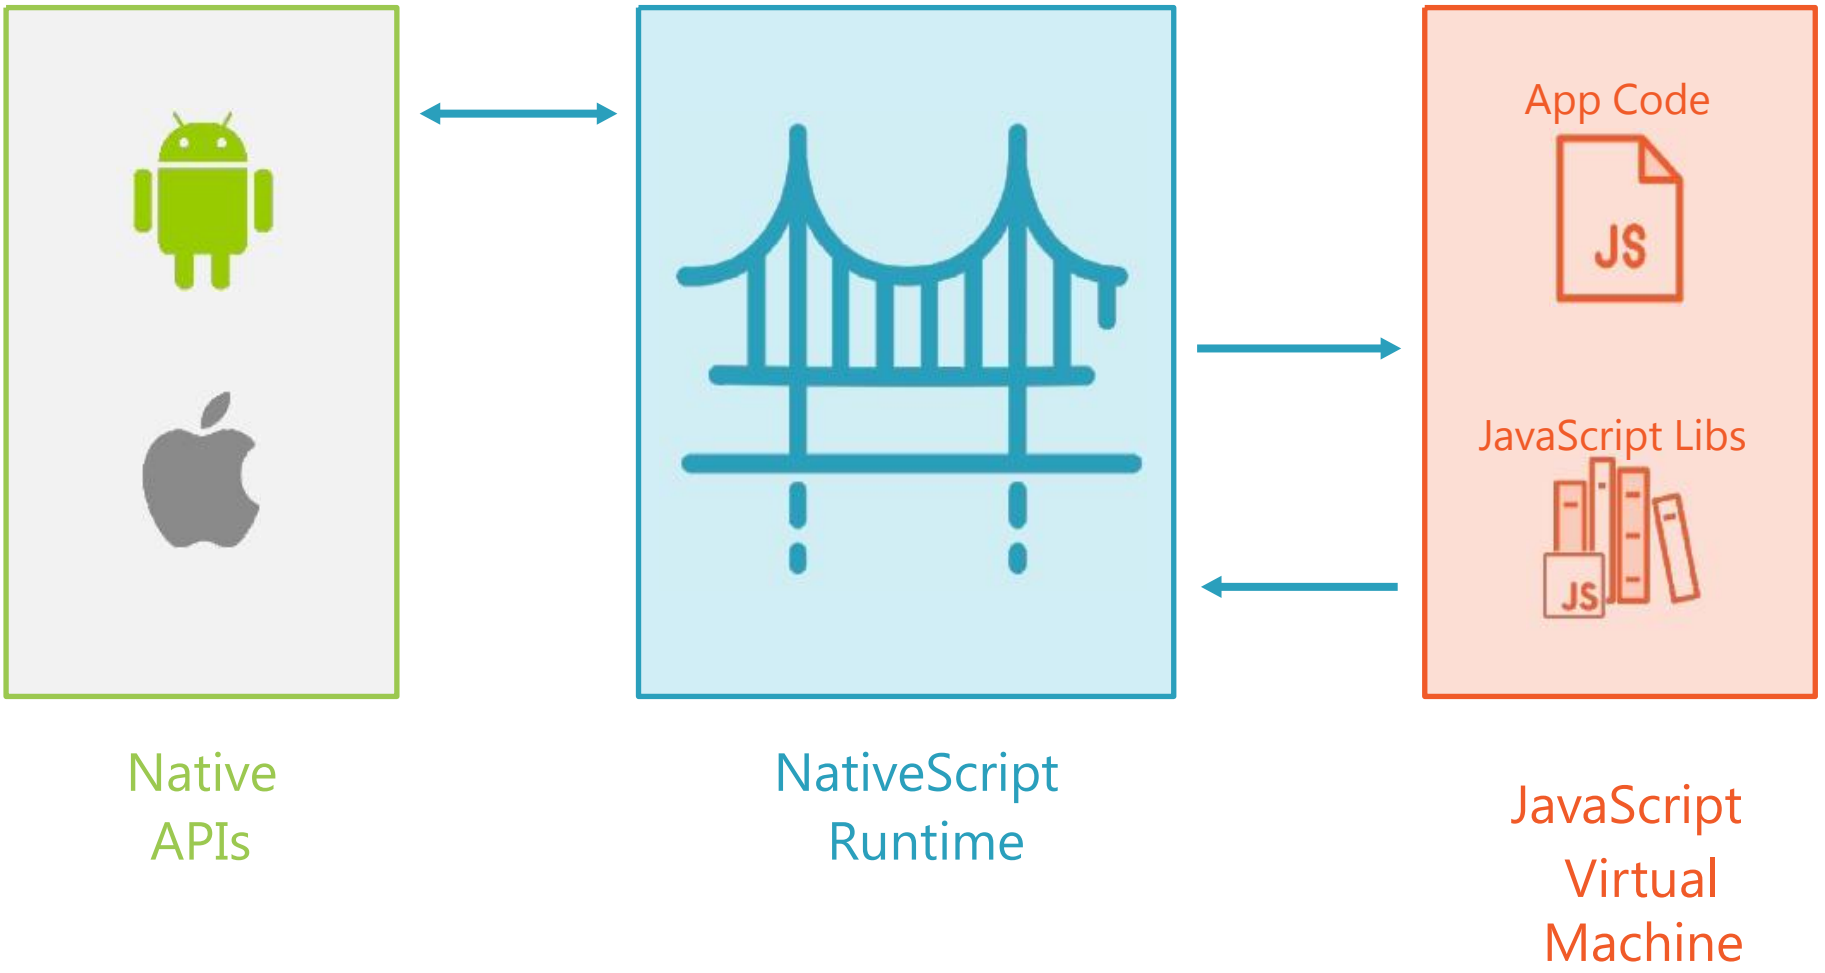 App Code
JS
JavaScript Libs
JS
Native
APIs
NativeScript
Runtime
JavaScript
Virtual
Machine